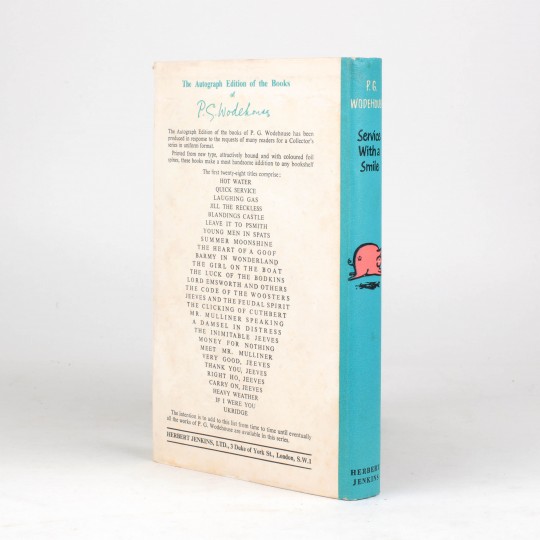 The Autograph Edition of the Books
of
P. G. Wodehouse
The Autograph Edition of the books of P. G. Wodehouse has been
produced in response to the requests of many readers for a Collector's
series in uniform format.
Printed from new type, attractively bound and with coloured foil
titles, these books make a most handsome addition to any bookshelf
The first twenty-eight titles comprise:
HOT WATER
QUICK SERVICE
LAUGHING GAS
JILL THE RECKLESS
BLANDINGS CASTLE
LEAVE IT TO PSMITH
YOUNG MEN IN SPATS
SUMMER MOONSHINE
THE HEART OF A GOOF
BARMY IN WONDERLAND
THE GIRL ON THE BOAT
THE LUCK OF THE BODKINS
LORD EMSWORTH AND OTHERS
THE CODE OF THE WOOSTERS
JEEVES AND THE FEUDAL SPIRIT
THE CLICKING OF CUTHBERT
MR. MULLINER SPEAKING
A DAMSEL IN DISTRESS
THE INIMITABLE JEEVES
MONEY FOR NOTHING
MEET MR. MULLINER
VERY GOOD, JEEVES
THANK YOU, JEEVES
RIGHT HO, JEEVES
CARRY ON, JEEVES
HEAVY WEATHER
IF I WERE YOU
UKRIDGE
The intention is to add to this list from time to time until eventually
all the works of P. G. Wodehouse are available in this series.
HERBERT JENKINS, LTD., 3 Duke of York St., London, S.W.1
P. G.
WODEHOUSE
Service
With a
Smile
HERBERT
JENKINS